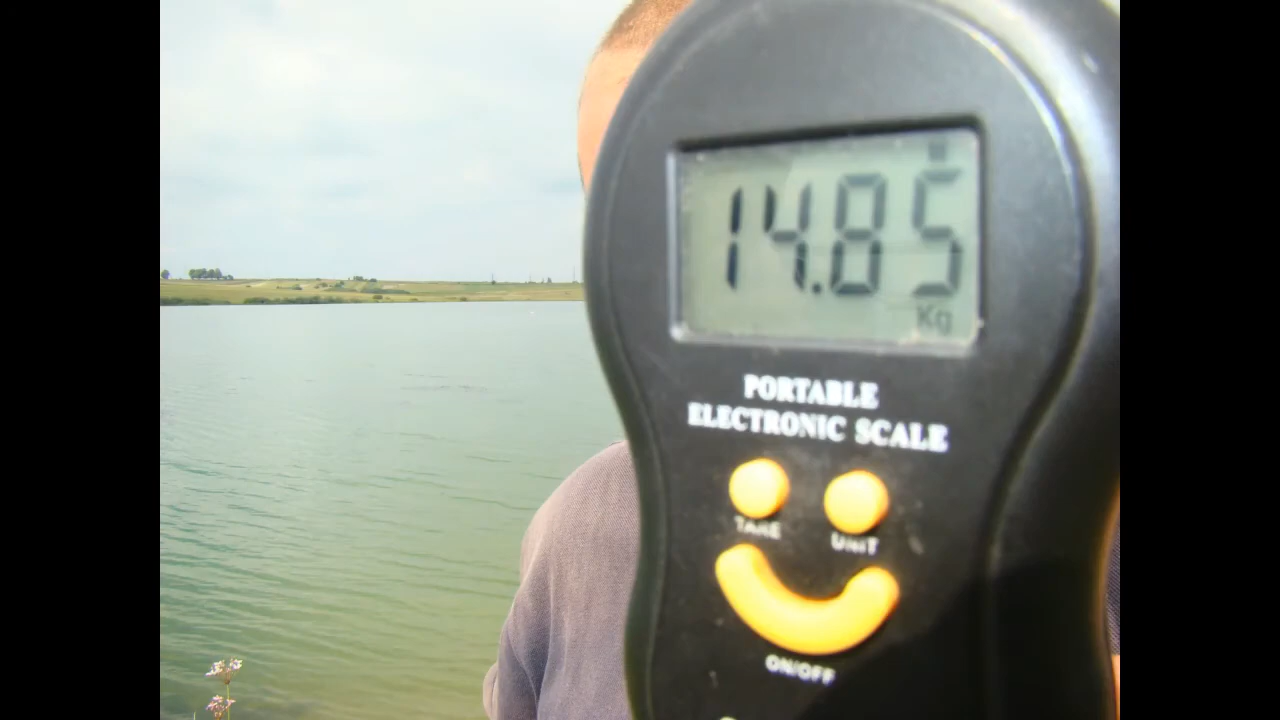 14.85
Kg
PORTABLE
ELECTRONIC SCALE
TARE UNIT
ON/OFF